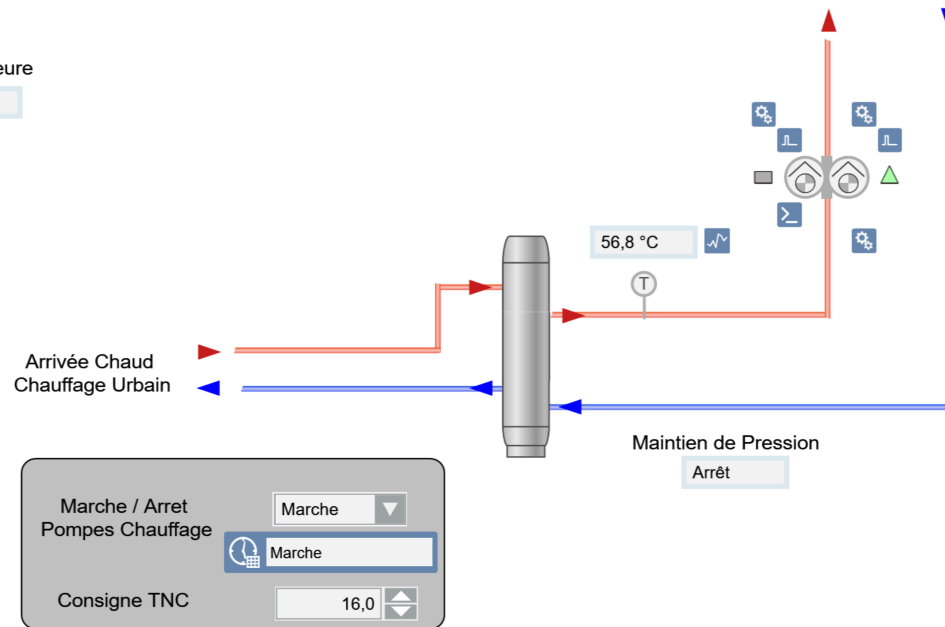 eure
56,8 °C
T
Arrivée Chaud
Chauffage Urbain
Maintien de Pression
Arrêt
Marche / Arret
Pompes Chauffage
Marche
Marche
Consigne TNC
16,0